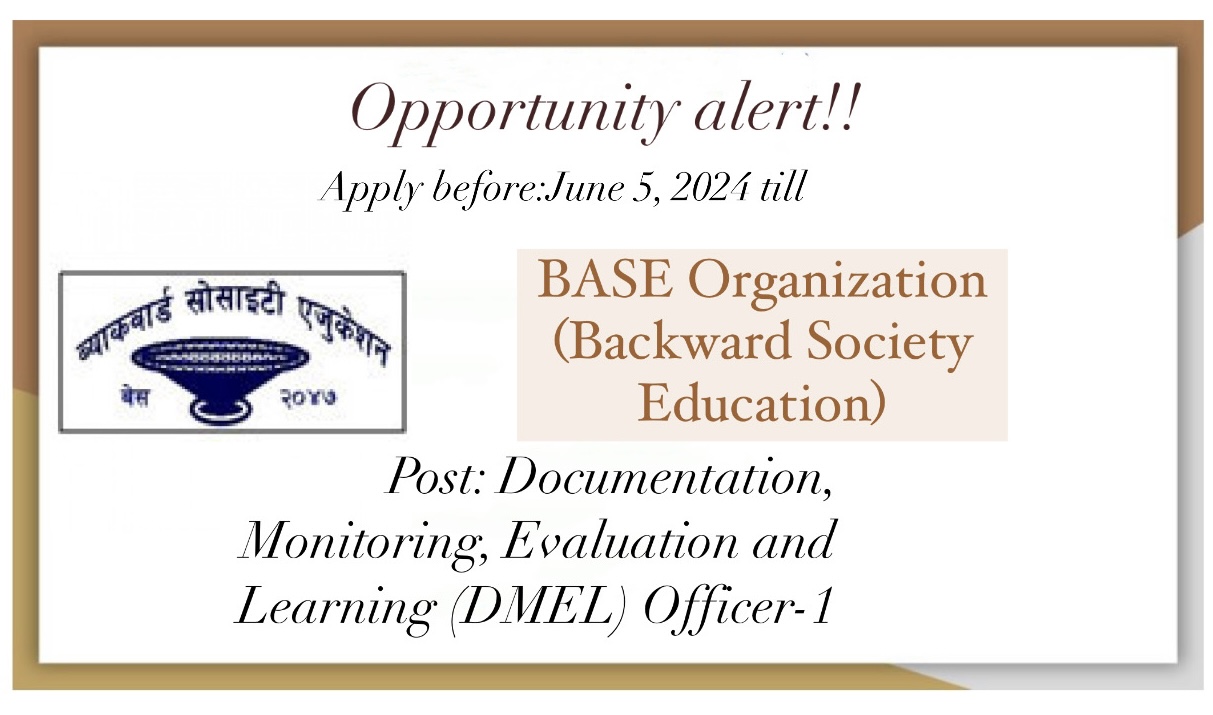 Opportunity alert!!
Apply before:June 5, 2024 till
ब्याकवार्ड सोसाइटी एजुकेशन
बेस २०४७
BASE Organization
(Backward Society
Education)
Post: Documentation,
Monitoring, Evaluation and
Learning (DMEL) Officer-1